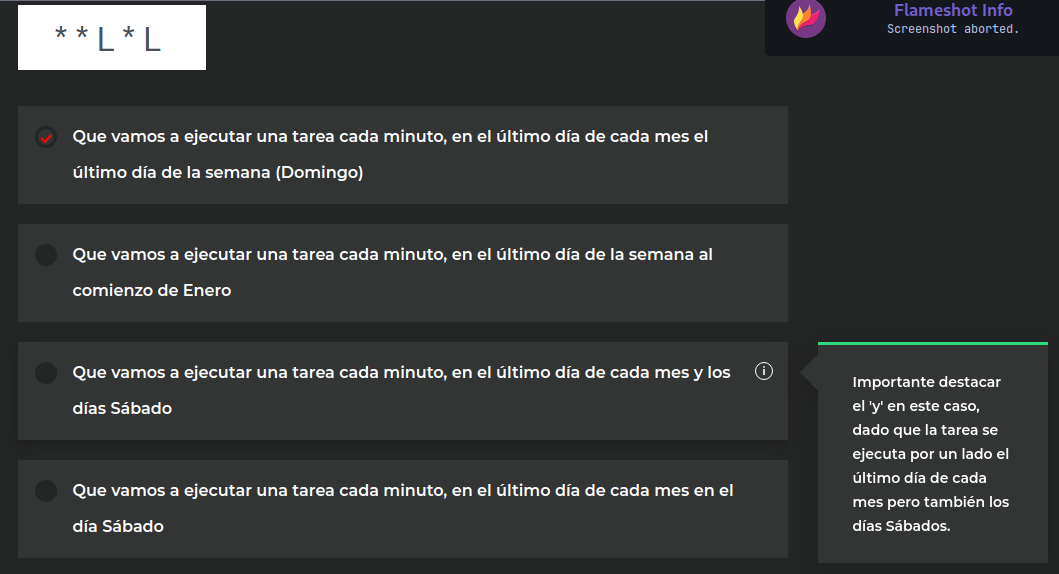 Flameshot Info
Screenshot aborted.
* * L * L
Que vamos a ejecutar una tarea cada minuto, en el último día de cada mes el
último día de la semana (Domingo)
Que vamos a ejecutar una tarea cada minuto, en el último día de la semana al
comienzo de Enero
Que vamos a ejecutar una tarea cada minuto, en el último día de cada mes y los
días Sábado
Importante destacar
el 'y' en este caso,
dado que la tarea se
ejecuta por un lado el
último día de cada
mes pero también los
días Sábados.
Que vamos a ejecutar una tarea cada minuto, en el último día de cada mes en el
día Sábado